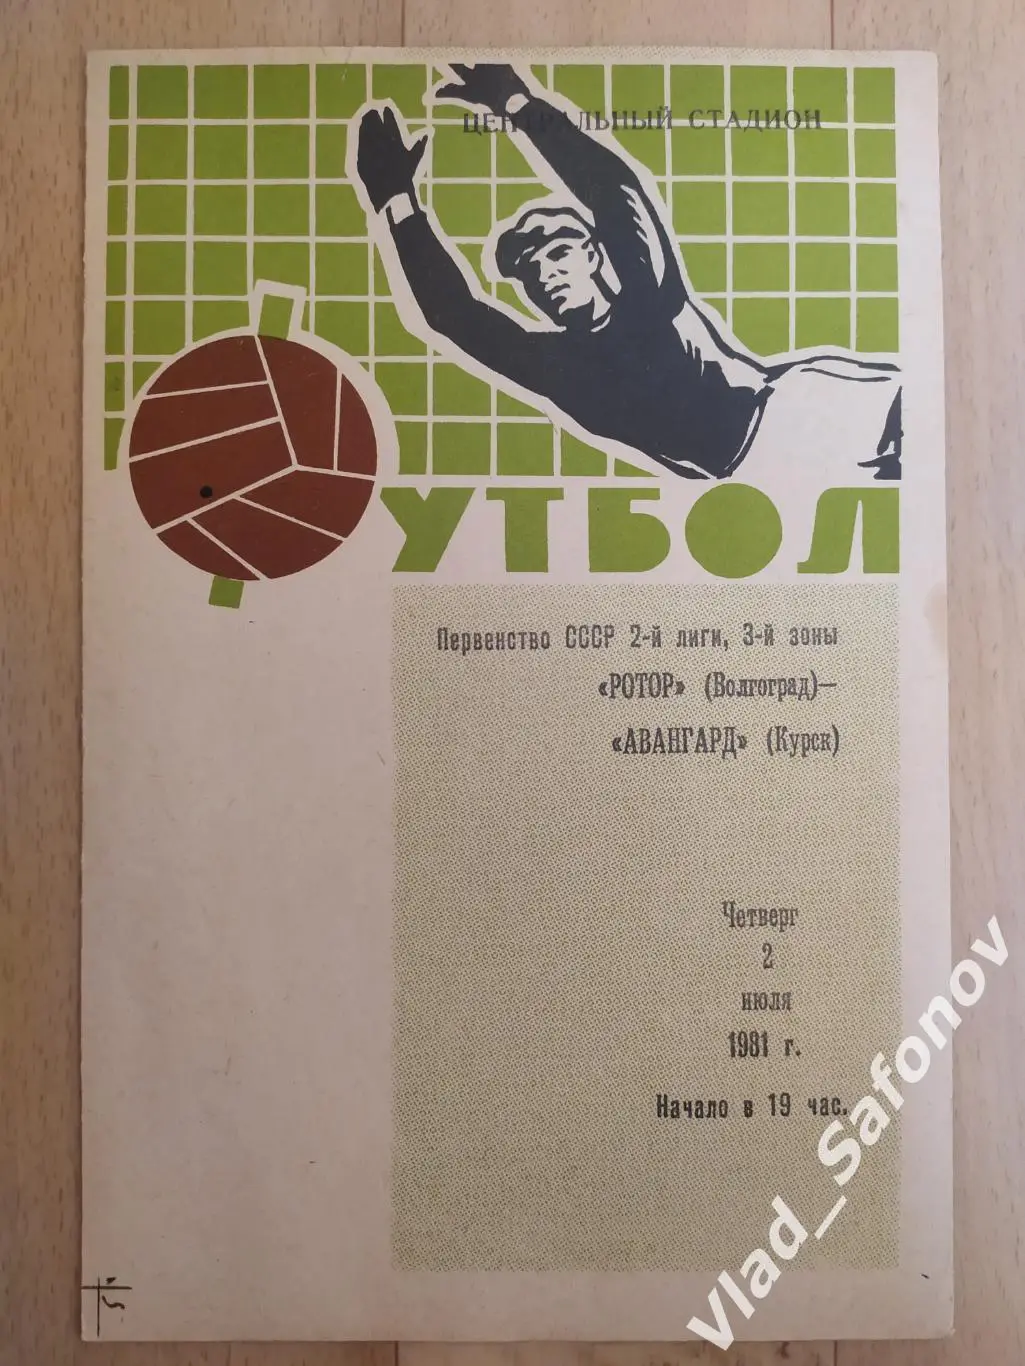 ЦЕНТРАЛЬНЫЙ СТАДИОН
ФУТБОЛ
Первенство СССР 2-й лиги, 3-й зоны
«РОТОР» (Волгоград)—
«АВАНГАРД» (Курск)
Четверг
2
июля
1981 г.
Начало в 19 час.
Vlad_Safonov